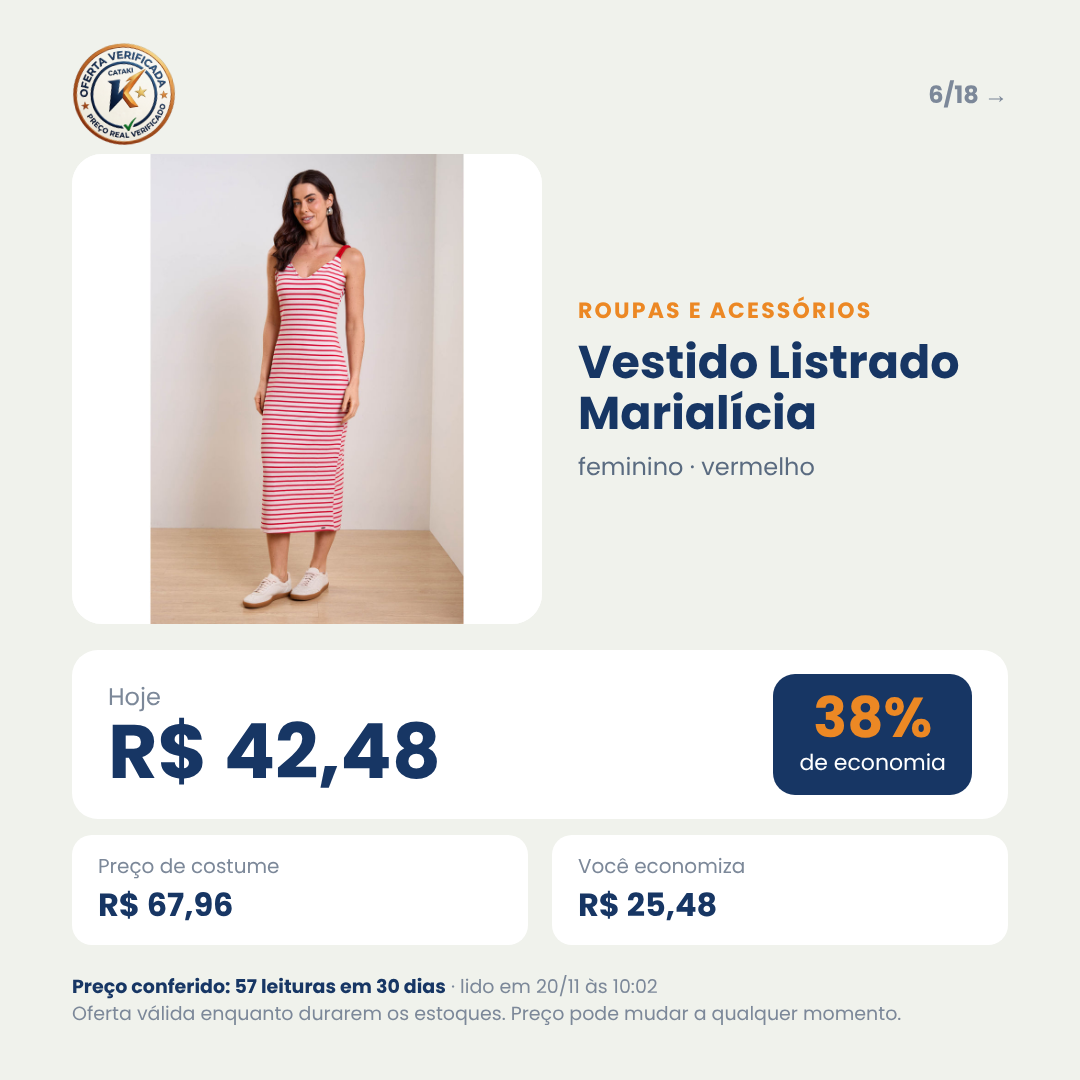 OFERTA VERIFICADA
CATAKI
PREÇO REAL VERIFICADO
6/18 →
ROUPAS E ACESSÓRIOS
Vestido Listrado
Marialícia
feminino · vermelho
Hoje
R$ 42,48
38%
de economia
Preço de costume
R$ 67,96
Você economiza
R$ 25,48
Preço conferido: 57 leituras em 30 dias · lido em 20/11 às 10:02
Oferta válida enquanto durarem os estoques. Preço pode mudar a qualquer momento.